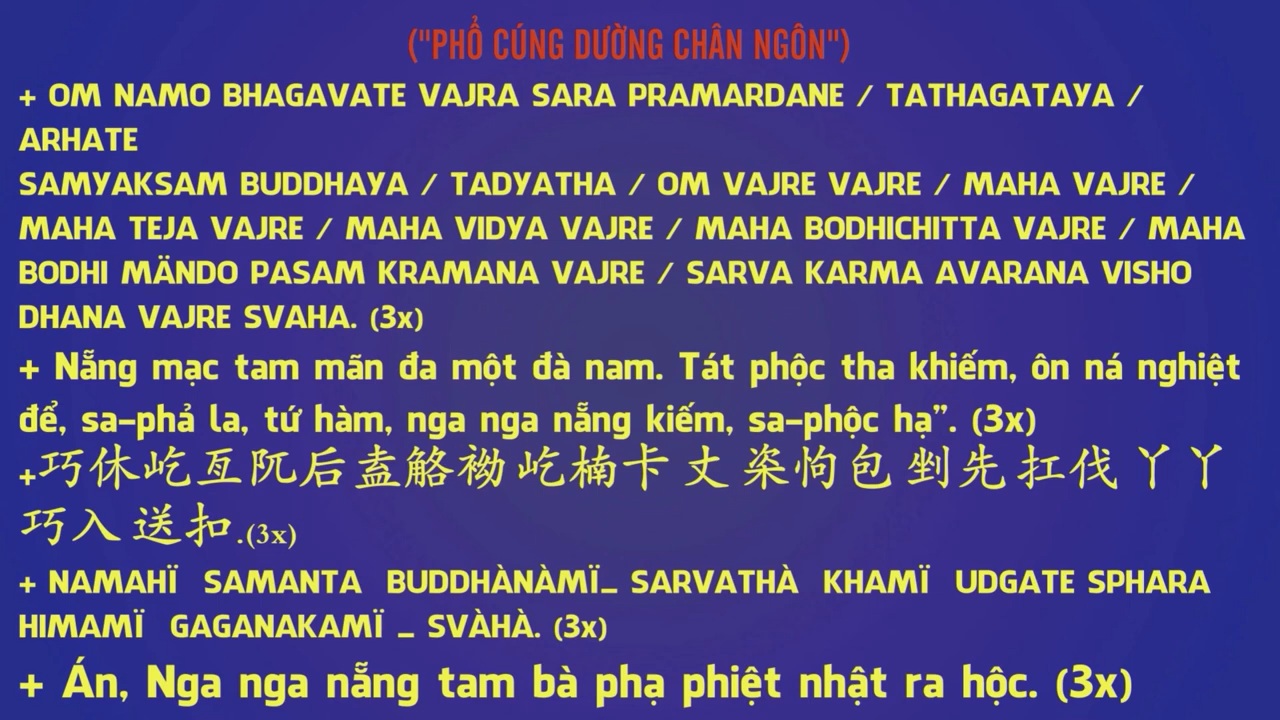 ("PHỔ CÚNG DƯỜNG CHÂN NGÔN")
+ OM NAMO BHAGAVATE VAJRA SARA PRAMARDANE / TATHAGATAYA /
ARHATE
SAMYAKSAM BUDDHAYA / TADYATHA / OM VAJRE VAJRE / MAHA VAJRE /
MAHA TEJA VAJRE / MAHA VIDYA VAJRE / MAHA BODHICHITTA VAJRE / MAHA
BODHI MÄNDO PASAM KRAMANA VAJRE / SARVA KARMA AVARANA VISHO
DHANA VAJRE SVAHA. (3x)
+ Nẵng mạc tam mãn đa một đà nam. Tát phộc tha khiếm, ôn ná nghiệt
để, sa-phả la, tứ hàm, nga nga nẵng kiếm, sa-phộc hạ”. (3x)
+巧休屹亙阢后盍觡袎 屹楠卡 丈 桼怐包 剉先 扛伐 丫丫
巧入 送扣.(3x)
+ NAMAHÏ SAMANTA BUDDHÀNÀMÏ_ SARVATHÀ KHAMÏ UDGATE SPHARA
HIMAMÏ GAGANAKAMÏ _ SVÀHÀ. (3x)
+ Án, Nga nga nẵng tam bà phạ phiệt nhật ra hộc. (3x)